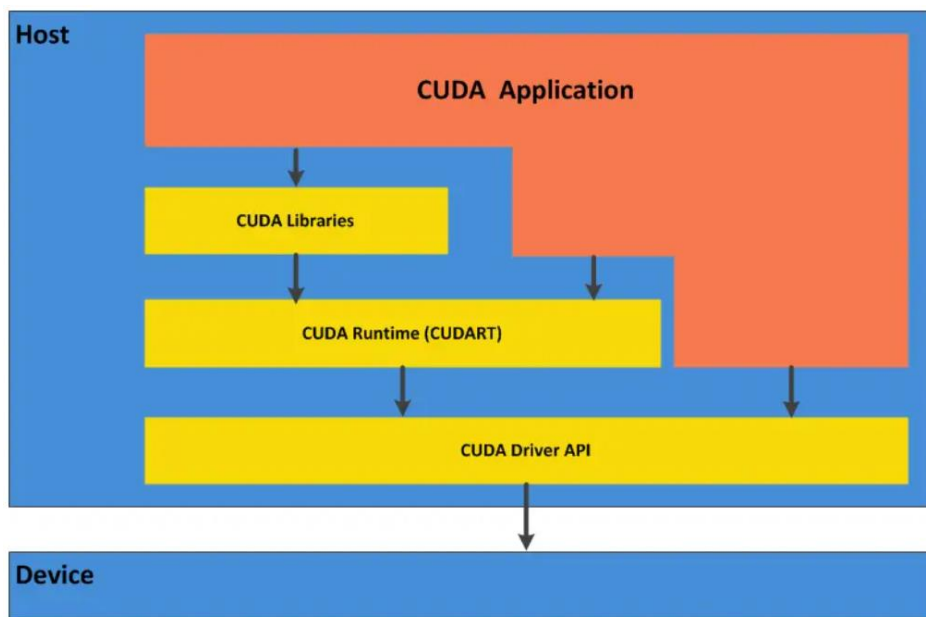 Host
CUDA Application
CUDA Libraries
CUDA Runtime (CUDART)
CUDA Driver API
Device